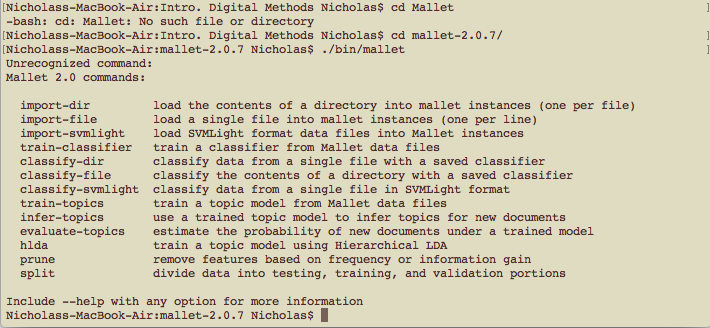 [Nicholass-MacBook-Air:Intro. Digital Methods Nicholas$ cd Mallet ]
-bash: cd: Mallet: No such file or directory
[Nicholass-MacBook-Air:Intro. Digital Methods Nicholas$ cd mallet-2.0.7/ ]
[Nicholass-MacBook-Air:mallet-2.0.7 Nicholas$ ./bin/mallet ]
Unrecognized command:
Mallet 2.0 commands:
import-dir load the contents of a directory into mallet instances (one per file)
import-file load a single file into mallet instances (one per line)
import-svmlight load SVMLight format data files into Mallet instances
train-classifier train a classifier from Mallet data files
classify-dir classify data from a single file with a saved classifier
classify-file classify the contents of a directory with a saved classifier
classify-svmlight classify data from a single file in SVMLight format
train-topics train a topic model from Mallet data files
infer-topics use a trained topic model to infer topics for new documents
evaluate-topics estimate the probability of new documents under a trained model
hlda train a topic model using Hierarchical LDA
prune remove features based on frequency or information gain
split divide data into testing, training, and validation portions
Include --help with any option for more information
Nicholass-MacBook-Air:mallet-2.0.7 Nicholas$